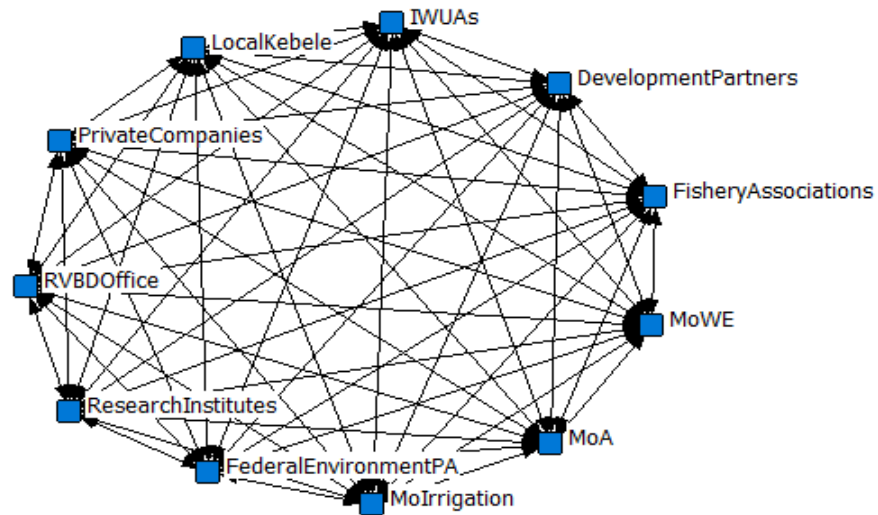 IWUAs
LocalKebele
DevelopmentPartners
PrivateCompanies
FisheryAssociations
RVBDOffice
MoWE
ResearchInstitutes
MoA
FederalEnvironmentPA
MoIrrigation